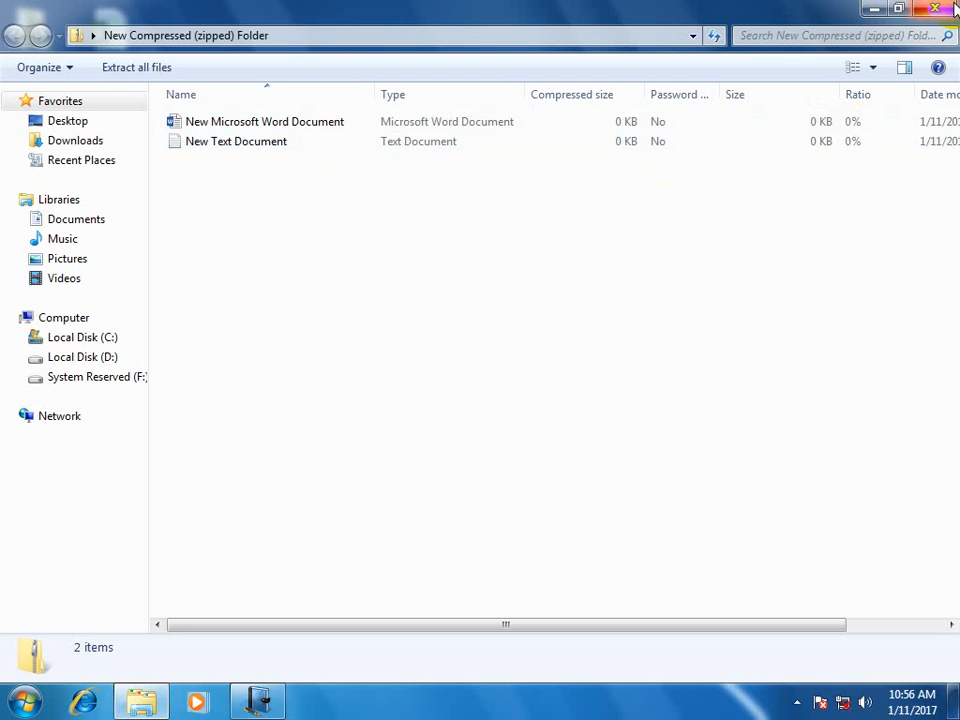 New Compressed (zipped) Folder
Search New Compressed (zipped) Fold...
Organize
Extract all files
Name Type Compressed size Password ... Size Ratio Date mo
New Microsoft Word Document Microsoft Word Document 0 KB No 0 KB 0% 1/11/20
New Text Document Text Document 0 KB No 0 KB 0% 1/11/20
Favorites
Desktop
Downloads
Recent Places
Libraries
Documents
Music
Pictures
Videos
Computer
Local Disk (C:)
Local Disk (D:)
System Reserved (F:
Network
2 items
10:56 AM
1/11/2017